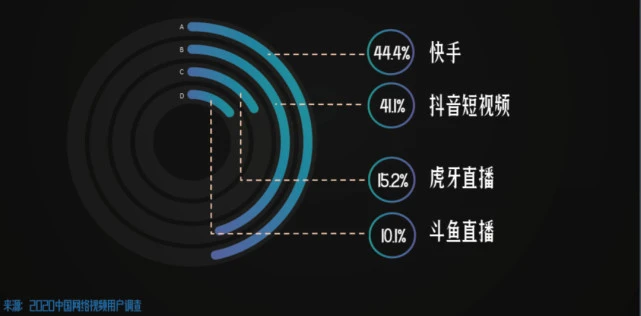 A
B
C
D
44.4% 快手
41.1% 抖音短视频
15.2% 虎牙直播
10.1% 斗鱼直播
来源: 2020中国网络视频用户调查